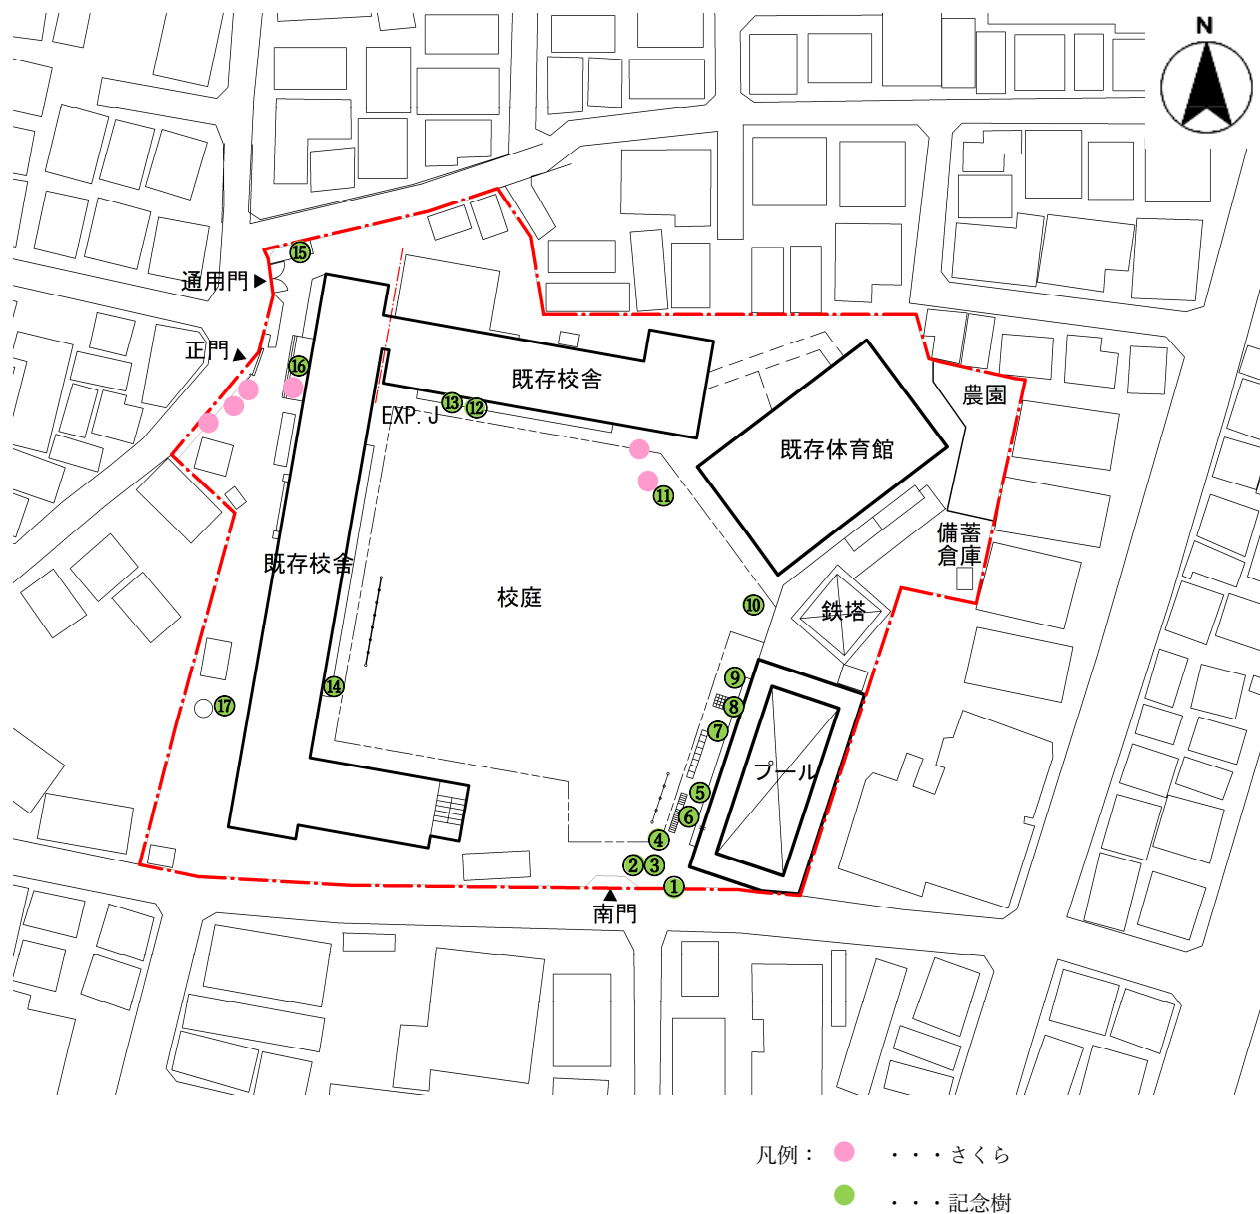 N
⑮
通用門
正門
⑯
既存校舎
農園
⑬ ⑫
EXP. J
既存体育館
⑪
備蓄
倉庫
既存校舎
校庭
⑩
鉄塔
⑨
⑭
⑰
⑧
⑦
プール
⑤
⑥
④
② ③
①
南門
凡例：
・・・さくら
・・・記念樹